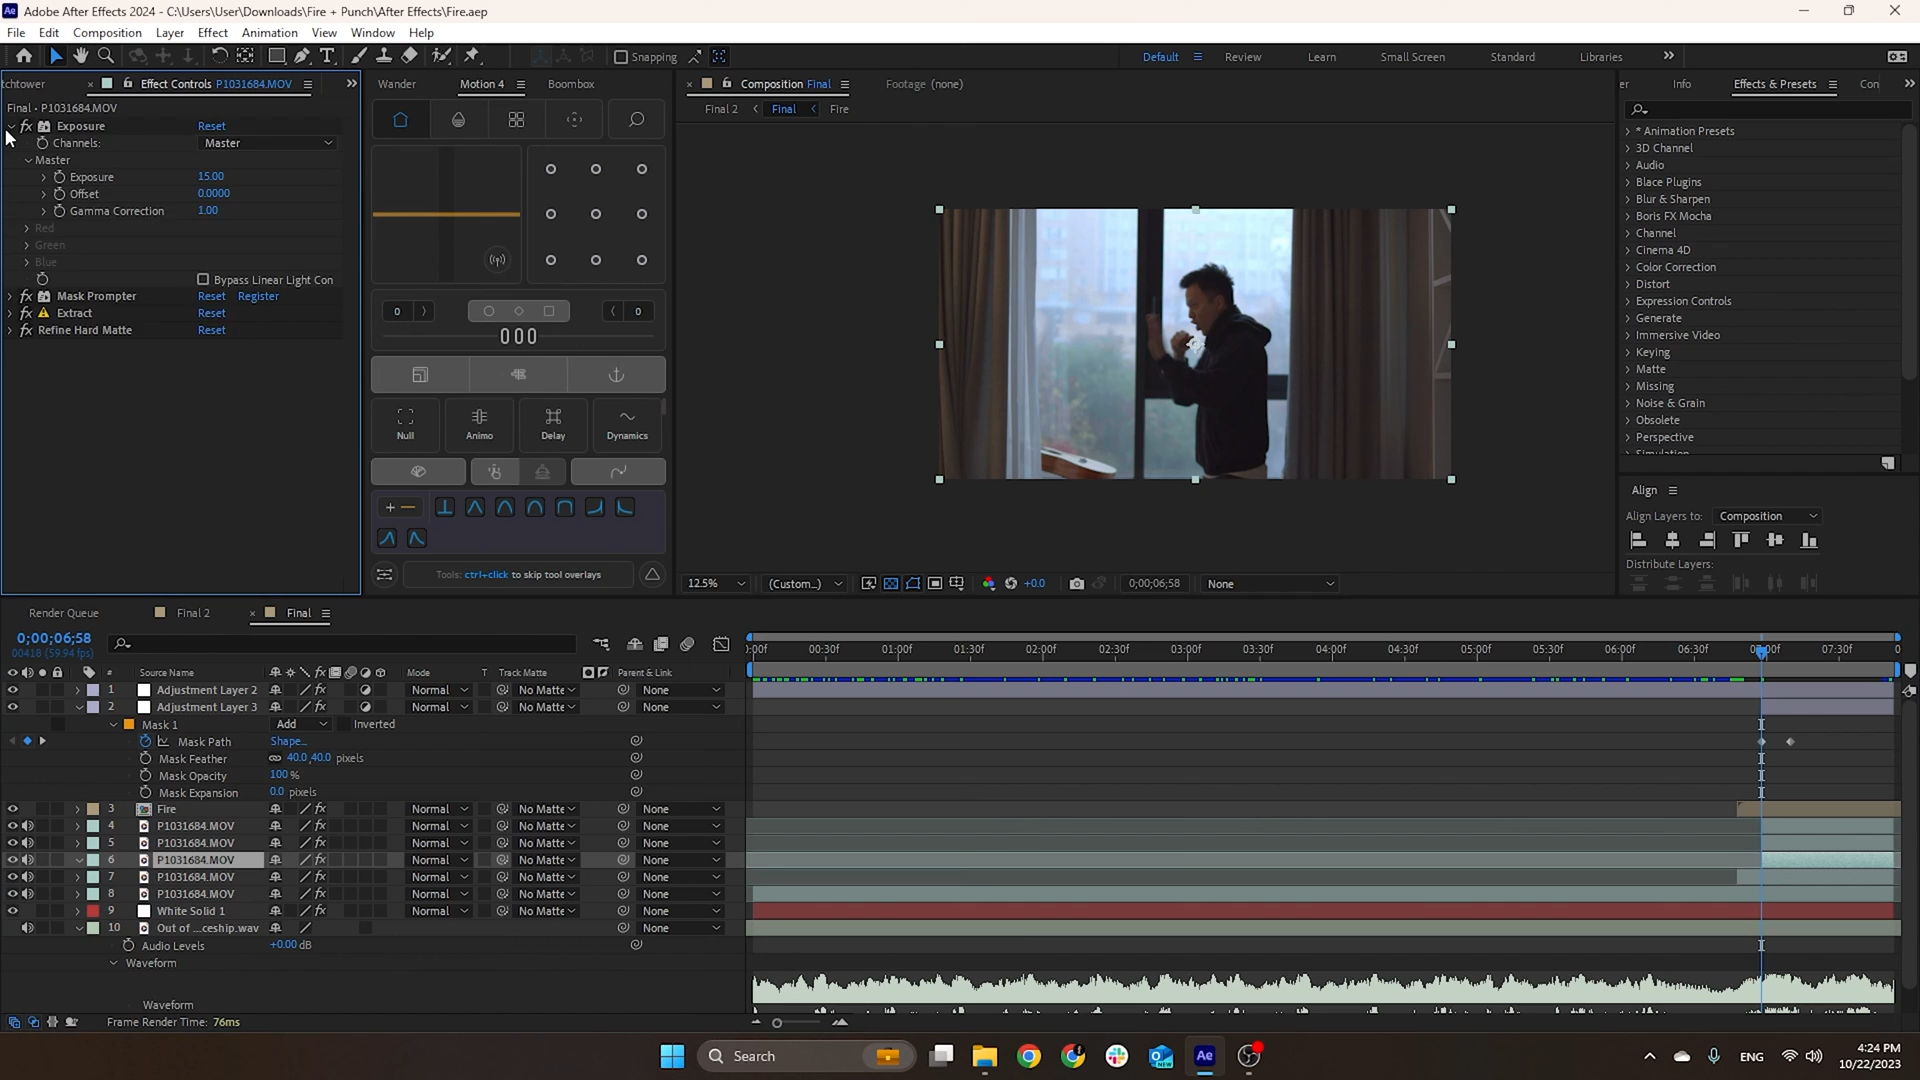 Adobe After Effects 2024 - C:\Users\User\Downloads\Fire + Punch\After Effects\Fire.aep
File Edit Composition Layer Effect Animation View Window Help
Snapping Default Review Learn Small Screen Standard Libraries
tchtower Effect Controls P1031684.MOV
Final • P1031684.MOV
Exposure Reset
Channels: Master
Master
Exposure 15.00
Offset 0.0000
Gamma Correction 1.00
Red
Green
Blue
Bypass Linear Light Con
Mask Prompter Reset Register
Extract Reset
Refine Hard Matte Reset
Wander Motion 4 Boombox
0 0
000
Null Animo Delay Dynamics
Tools: ctrl+click to skip tool overlays
Composition Final Footage (none)
Final 2 Final Fire
12.5% (Custom...) +0.0 0;00;06;58 None
er Info Effects & Presets Con
* Animation Presets
3D Channel
Audio
Blace Plugins
Blur & Sharpen
Boris FX Mocha
Channel
Cinema 4D
Color Correction
Distort
Expression Controls
Generate
Immersive Video
Keying
Matte
Missing
Noise & Grain
Obsolete
Perspective
Simulation
Align
Align Layers to: Composition
Distribute Layers:
Render Queue Final 2 Final
0;00;06;58
00418 (59.94 fps)
:00f 00:30f 01:00f 01:30f 02:00f 02:30f 03:00f 03:30f 04:00f 04:30f 05:00f 05:30f 06:00f 06:30f 07:00f 07:30f 0
# Source Name Mode T Track Matte Parent & Link
1 Adjustment Layer 2 Normal No Matte None
2 Adjustment Layer 3 Normal No Matte None
Mask 1 Add Inverted
Mask Path Shape...
Mask Feather 40.0,40.0 pixels
Mask Opacity 100%
Mask Expansion 0.0 pixels
3 Fire Normal No Matte None
4 P1031684.MOV Normal No Matte None
5 P1031684.MOV Normal No Matte None
6 P1031684.MOV Normal No Matte None
7 P1031684.MOV Normal No Matte None
8 P1031684.MOV Normal No Matte None
9 White Solid 1 Normal No Matte None
10 Out of ...ceship.wav None
Audio Levels +0.00 dB
Waveform
Waveform
Frame Render Time: 76ms
Search ENG 4:24 PM
10/22/2023